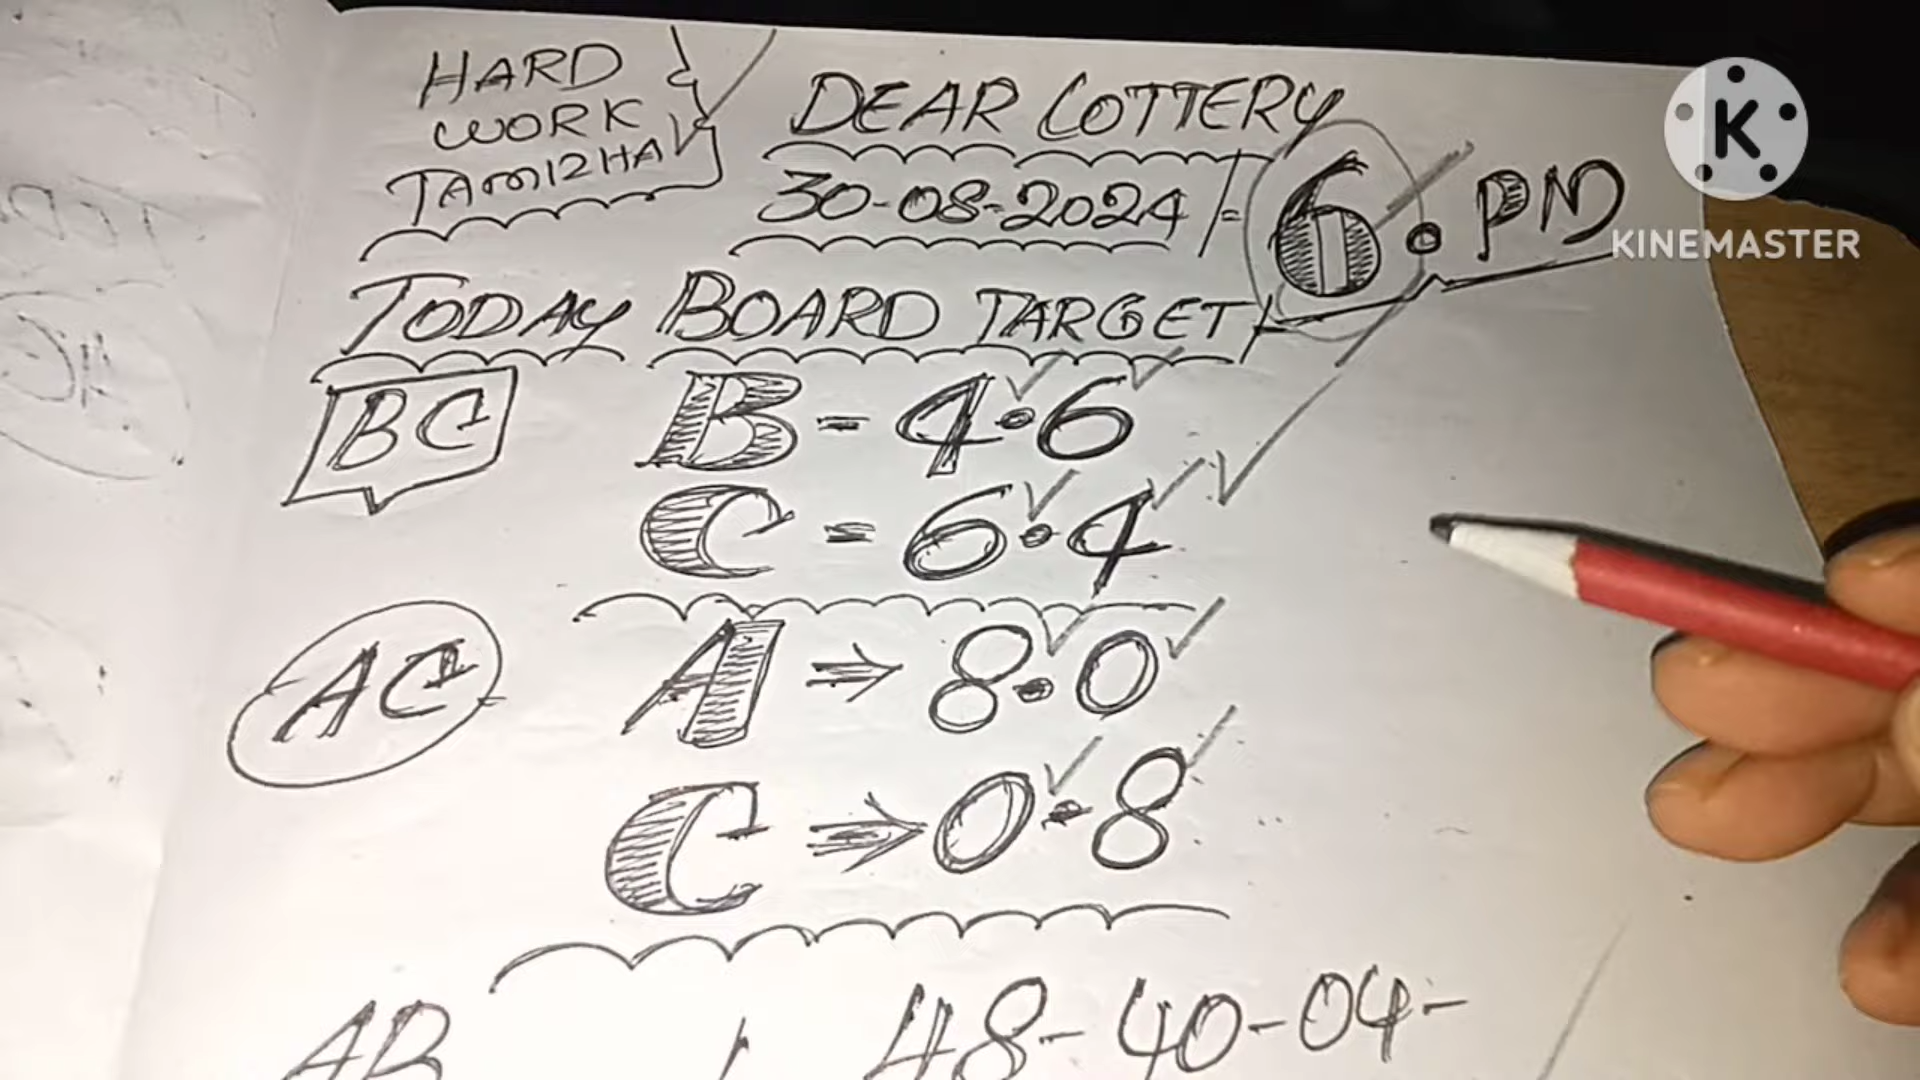 HARD
WORK
TAMIZHA
DEAR LOTTERY
30-08-2024 6.PM
TODAY BOARD TARGET
BC B - 4.6
C = 6.4
AC A ⇒ 8.0
C ⇒ 0.8
AB 48-40-04-
K
KINEMASTER